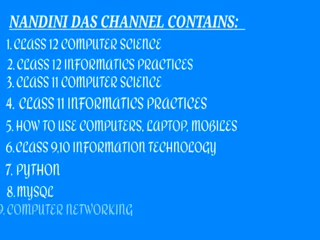 NANDINI DAS CHANNEL CONTAINS:
1. CLASS 12 COMPUTER SCIENCE
2. CLASS 12 INFORMATICS PRACTICES
3. CLASS 11 COMPUTER SCIENCE
4. CLASS 11 INFORMATICS PRACTICES
5. HOW TO USE COMPUTERS, LAPTOP, MOBILES
6. CLASS 9,10 INFORMATION TECHNOLOGY
7. PYTHON
8. MYSQL
9. COMPUTER NETWORKING